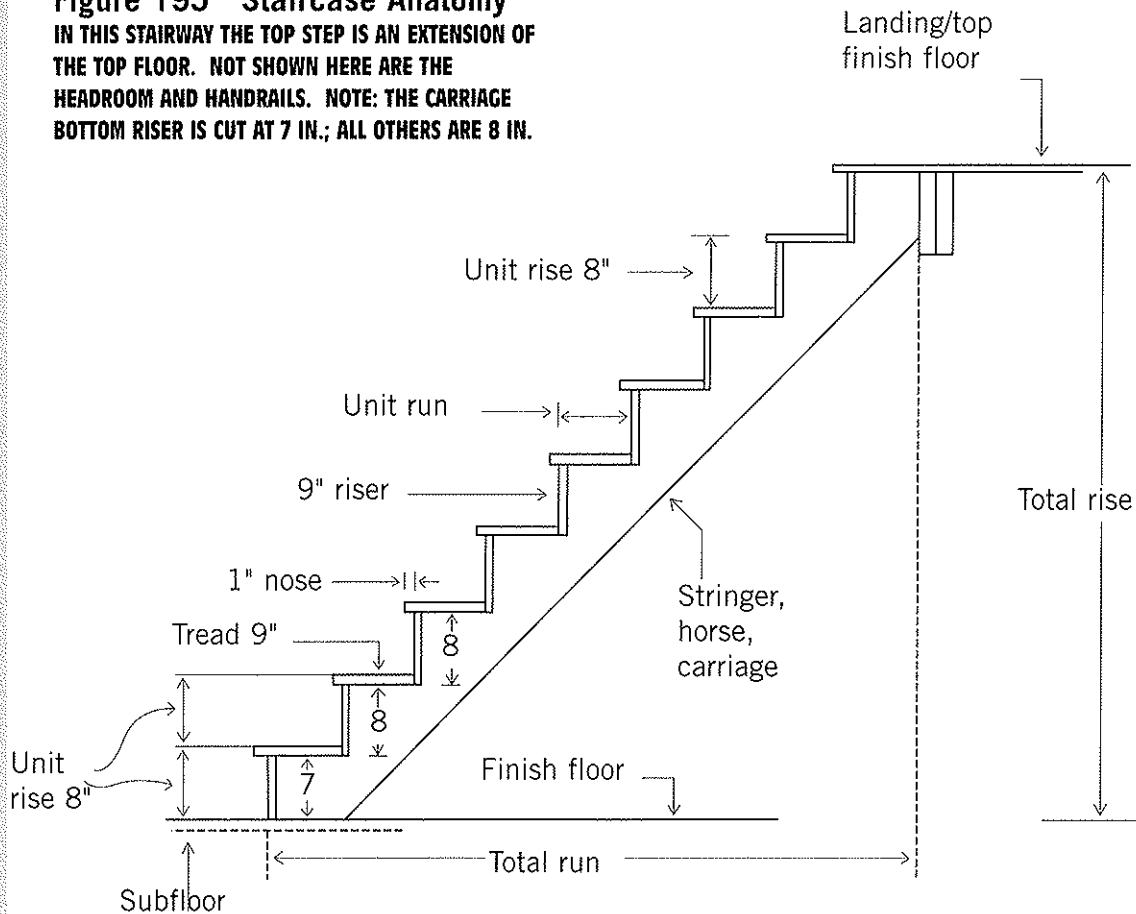 Figure 195 Staircase Anatomy
IN THIS STAIRWAY THE TOP STEP IS AN EXTENSION OF
THE TOP FLOOR. NOT SHOWN HERE ARE THE
HEADROOM AND HANDRAILS. NOTE: THE CARRIAGE
BOTTOM RISER IS CUT AT 7 IN.; ALL OTHERS ARE 8 IN.
Landing/top
finish floor
Unit rise 8"
Unit run
9" riser
Total rise
1" nose
Stringer,
horse,
carriage
Tread 9"
8
8
Unit
rise 8"
7
Finish floor
Total run
Subfloor